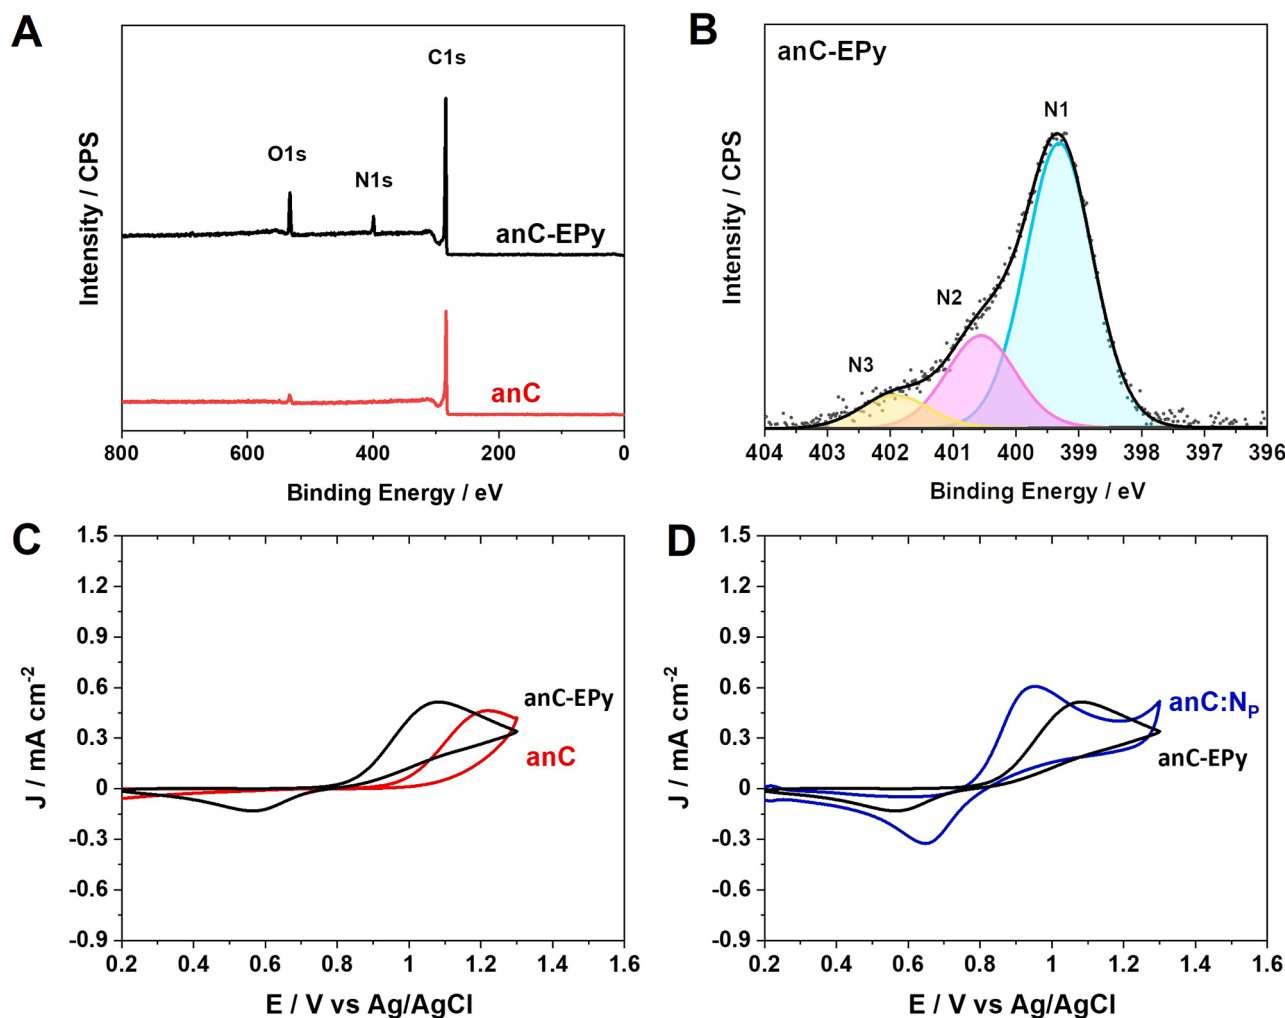 A
C1s
O1s
N1s
anC-EPy
anC
Intensity / CPS
800 600 400 200 0
Binding Energy / eV
B
anC-EPy
N1
N2
N3
Intensity / CPS
404 403 402 401 400 399 398 397 396
Binding Energy / eV
C
1.5
1.2
0.9
0.6
0.3
0
-0.3
-0.6
-0.9
J / mA cm-2
anC-EPy
anC
0.2 0.4 0.6 0.8 1 1.2 1.4 1.6
E / V vs Ag/AgCl
D
1.5
1.2
0.9
0.6
0.3
0
-0.3
-0.6
-0.9
J / mA cm-2
anC:NP
anC-EPy
0.2 0.4 0.6 0.8 1 1.2 1.4 1.6
E / V vs Ag/AgCl